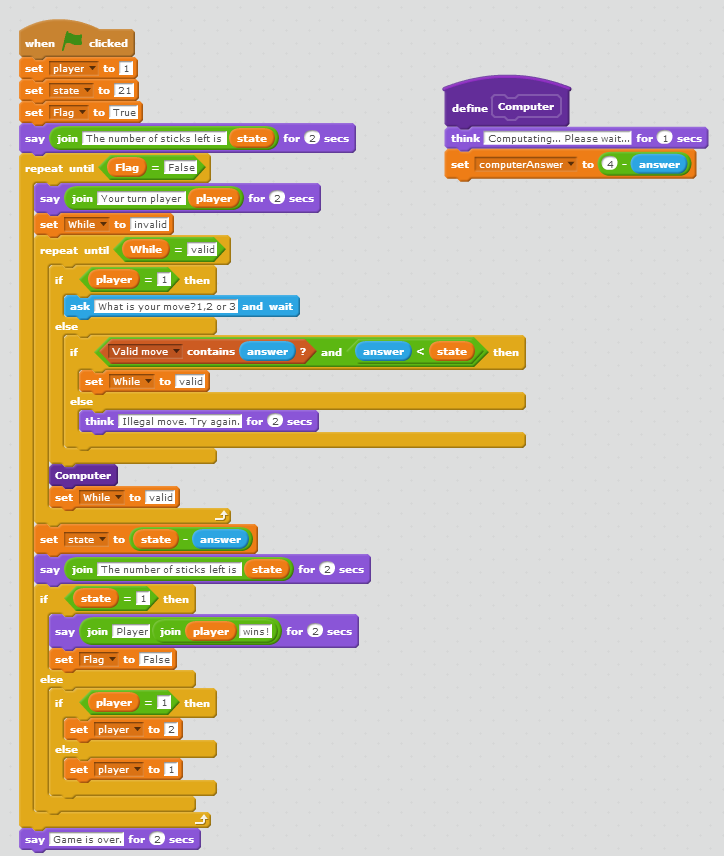 when clicked
set player to 1
set state to 21
set Flag to True
say join The number of sticks left is state for 2 secs
repeat until Flag = False
say join Your turn player player for 2 secs
set While to invalid
repeat until While = valid
if player = 1 then
ask What is your move?1,2 or 3 and wait
else
if Valid move contains answer ? and answer < state then
set While to valid
else
think Illegal move. Try again. for 2 secs
Computer
set While to valid
set state to state - answer
say join The number of sticks left is state for 2 secs
if state = 1 then
say join Player join player wins! for 2 secs
set Flag to False
else
if player = 1 then
set player to 2
else
set player to 1
say Game is over. for 2 secs
define Computer
think Computating... Please wait... for 1 secs
set computerAnswer to 4 - answer